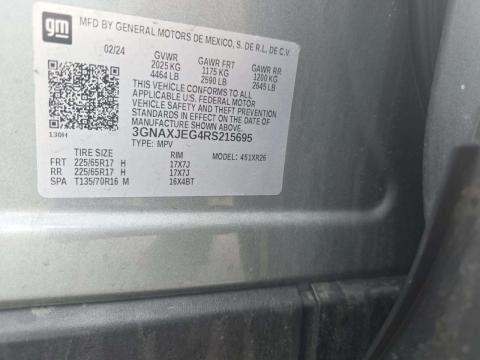 gm
MFD BY GENERAL MOTORS DE MEXICO, S. DE R.L. DE C.V.
02/24 GVWR GAWR FRT GAWR RR
2025 KG 1175 KG 1200 KG
4464 LB 2590 LB 2645 LB
THIS VEHICLE CONFORMS TO ALL
APPLICABLE U.S. FEDERAL MOTOR
VEHICLE SAFETY AND THEFT PREVENTION
STANDARDS IN EFFECT ON THE DATE OF
MANUFACTURE SHOWN ABOVE.
130H 3GNAXJEG4RS215695
TYPE: MPV MODEL: 451XR26
TIRE SIZE RIM
FRT 225/65R17 H 17X7J
RR 225/65R17 H 17X7J
SPA T135/70R16 M 16X4BT